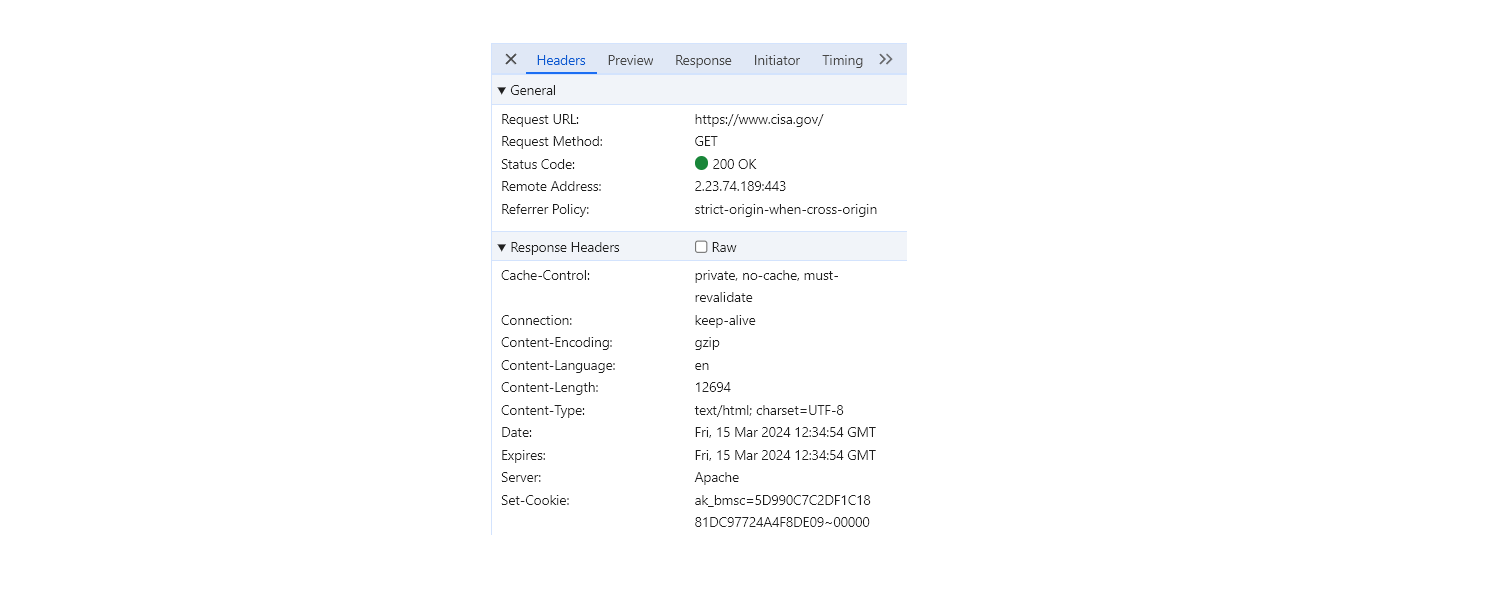 Headers Preview Response Initiator Timing
General
Request URL: https://www.cisa.gov/
Request Method: GET
Status Code: 200 OK
Remote Address: 2.23.74.189:443
Referrer Policy: strict-origin-when-cross-origin
Response Headers Raw
Cache-Control: private, no-cache, must-
revalidate
Connection: keep-alive
Content-Encoding: gzip
Content-Language: en
Content-Length: 12694
Content-Type: text/html; charset=UTF-8
Date: Fri, 15 Mar 2024 12:34:54 GMT
Expires: Fri, 15 Mar 2024 12:34:54 GMT
Server: Apache
Set-Cookie: ak_bmsc=5D990C7C2DF1C18
81DC97724A4F8DE09~00000